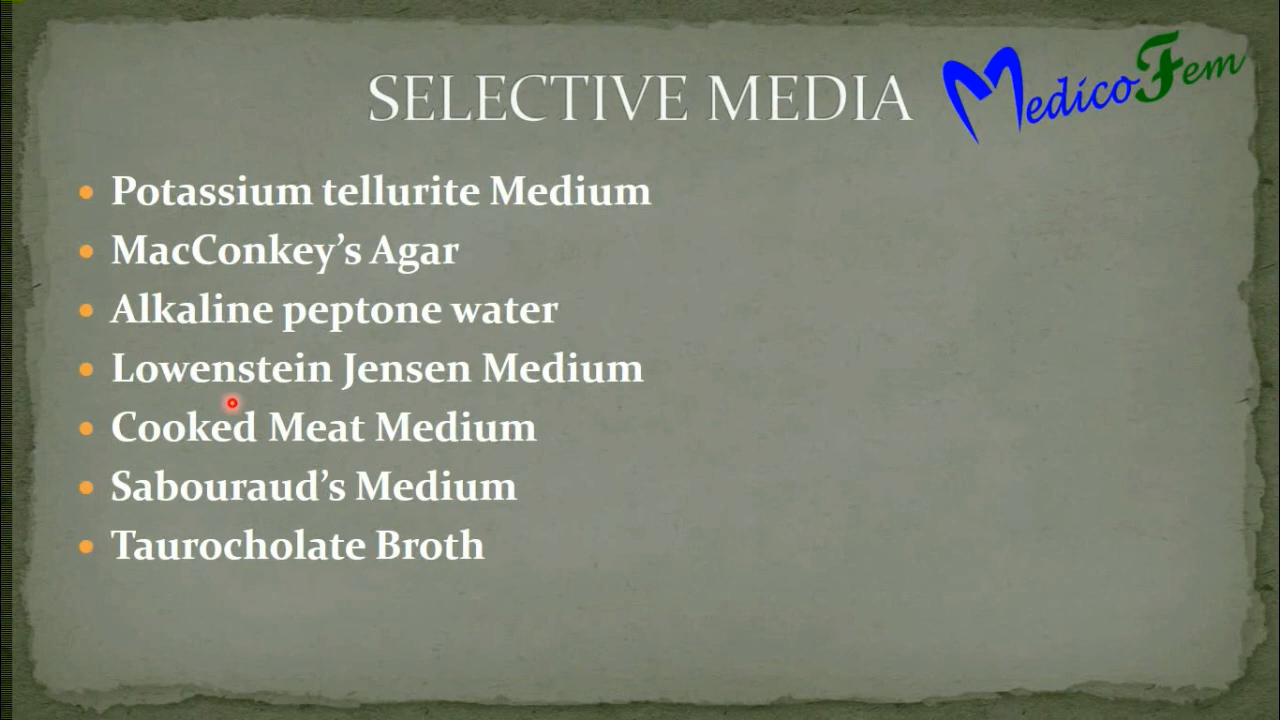 SELECTIVE MEDIA
MedicoFem
• Potassium tellurite Medium
• MacConkey’s Agar
• Alkaline peptone water
• Lowenstein Jensen Medium
• Cooked Meat Medium
• Sabouraud’s Medium
• Taurocholate Broth